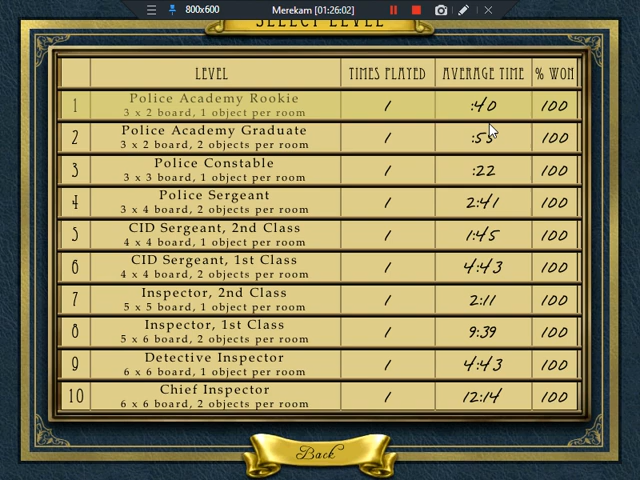 800x600 Merekam [01:26:02]
SELECT LEVEL
LEVEL TIMES PLAYED AVERAGE TIME % WON
1 Police Academy Rookie 1 :40 100
3 x 2 board, 1 object per room
2 Police Academy Graduate 1 :55 100
3 x 2 board, 2 objects per room
3 Police Constable 1 :22 100
3 x 3 board, 1 object per room
4 Police Sergeant 1 2:41 100
3 x 4 board, 2 objects per room
5 CID Sergeant, 2nd Class 1 1:45 100
4 x 4 board, 1 object per room
6 CID Sergeant, 1st Class 1 4:43 100
4 x 4 board, 2 objects per room
7 Inspector, 2nd Class 1 2:11 100
5 x 5 board, 1 object per room
8 Inspector, 1st Class 1 9:39 100
5 x 6 board, 2 objects per room
9 Detective Inspector 1 4:43 100
6 x 6 board, 1 object per room
10 Chief Inspector 1 12:14 100
6 x 6 board, 2 objects per room
Back